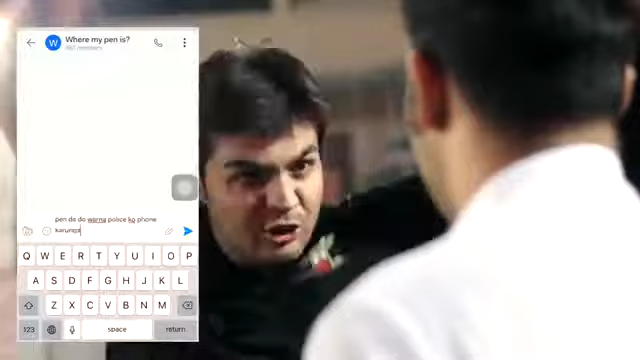 Where my pen is?
pen de do warna police ko phone
karunga
Q W E R T Y U I O P
A S D F G H J K L
Z X C V B N M
123 space return